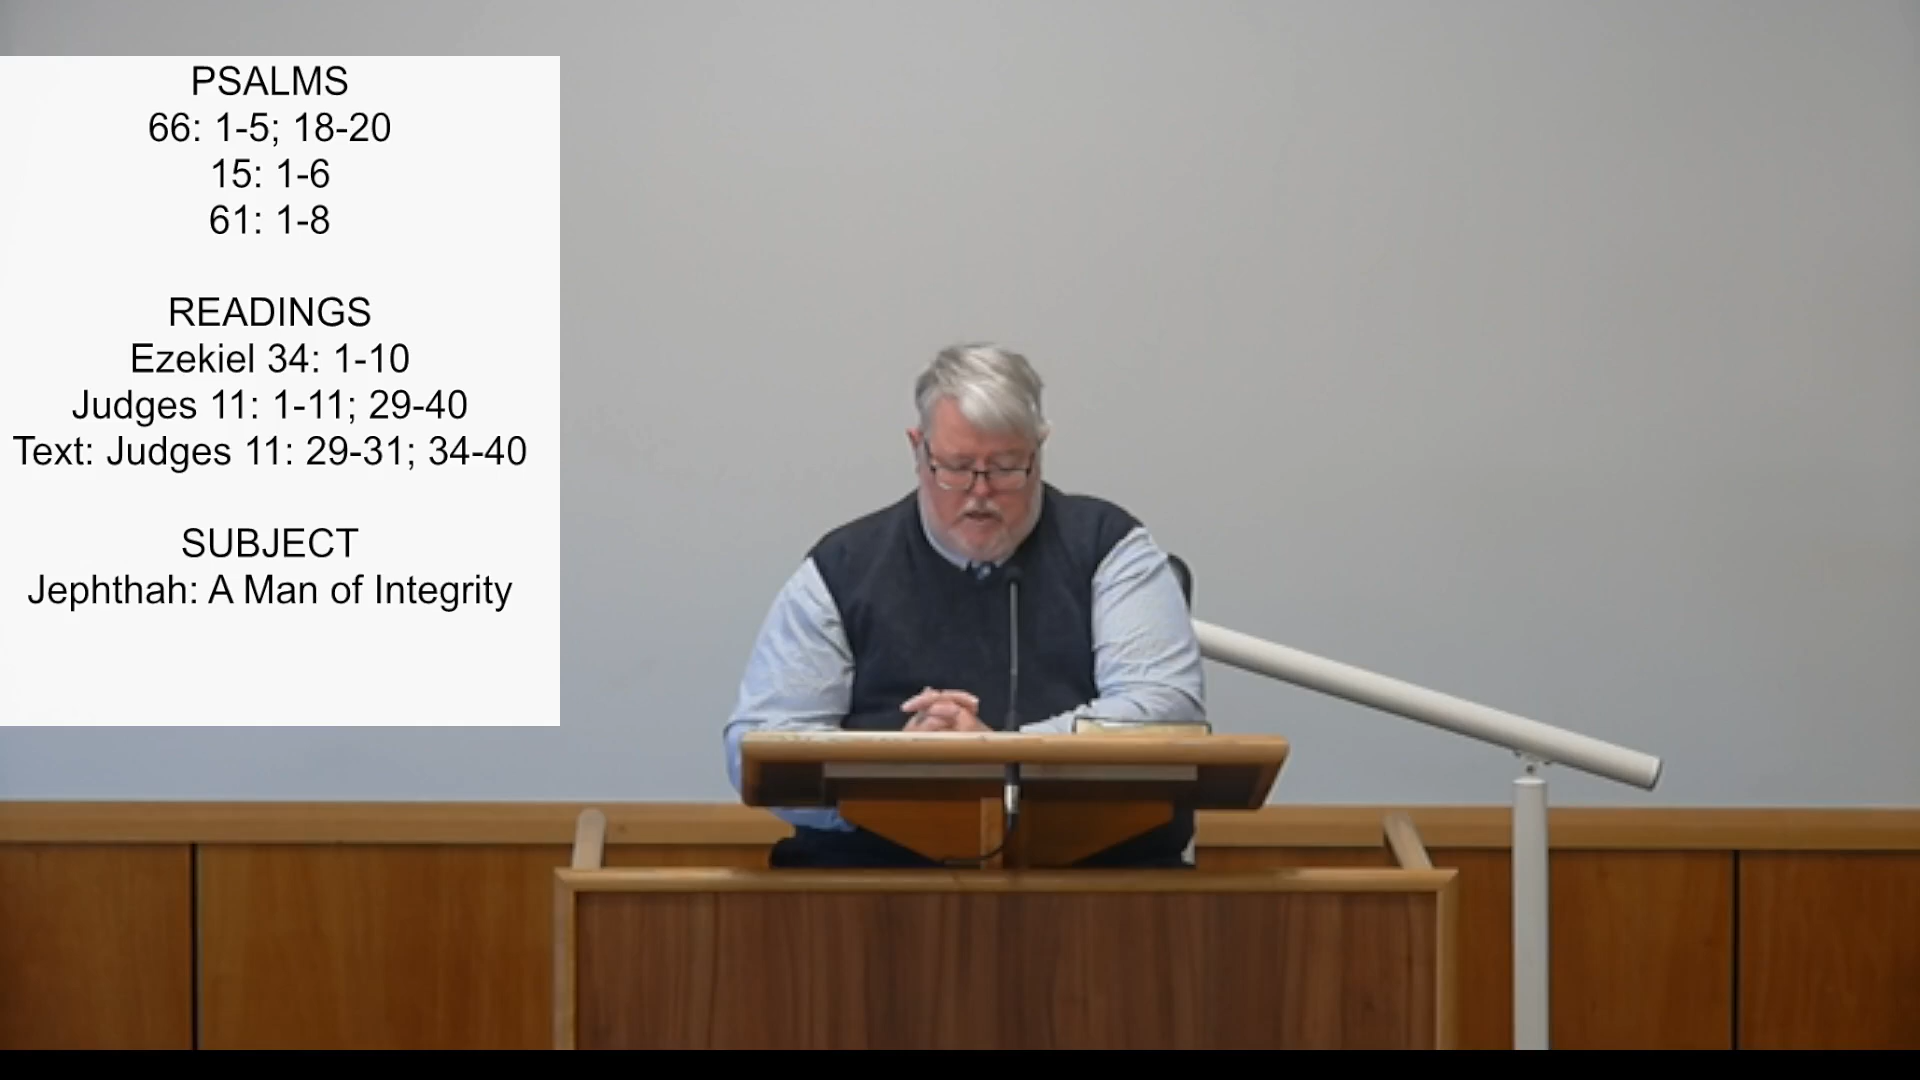 PSALMS
66: 1-5; 18-20
15: 1-6
61: 1-8
READINGS
Ezekiel 34: 1-10
Judges 11: 1-11; 29-40
Text: Judges 11: 29-31; 34-40
SUBJECT
Jephthah: A Man of Integrity